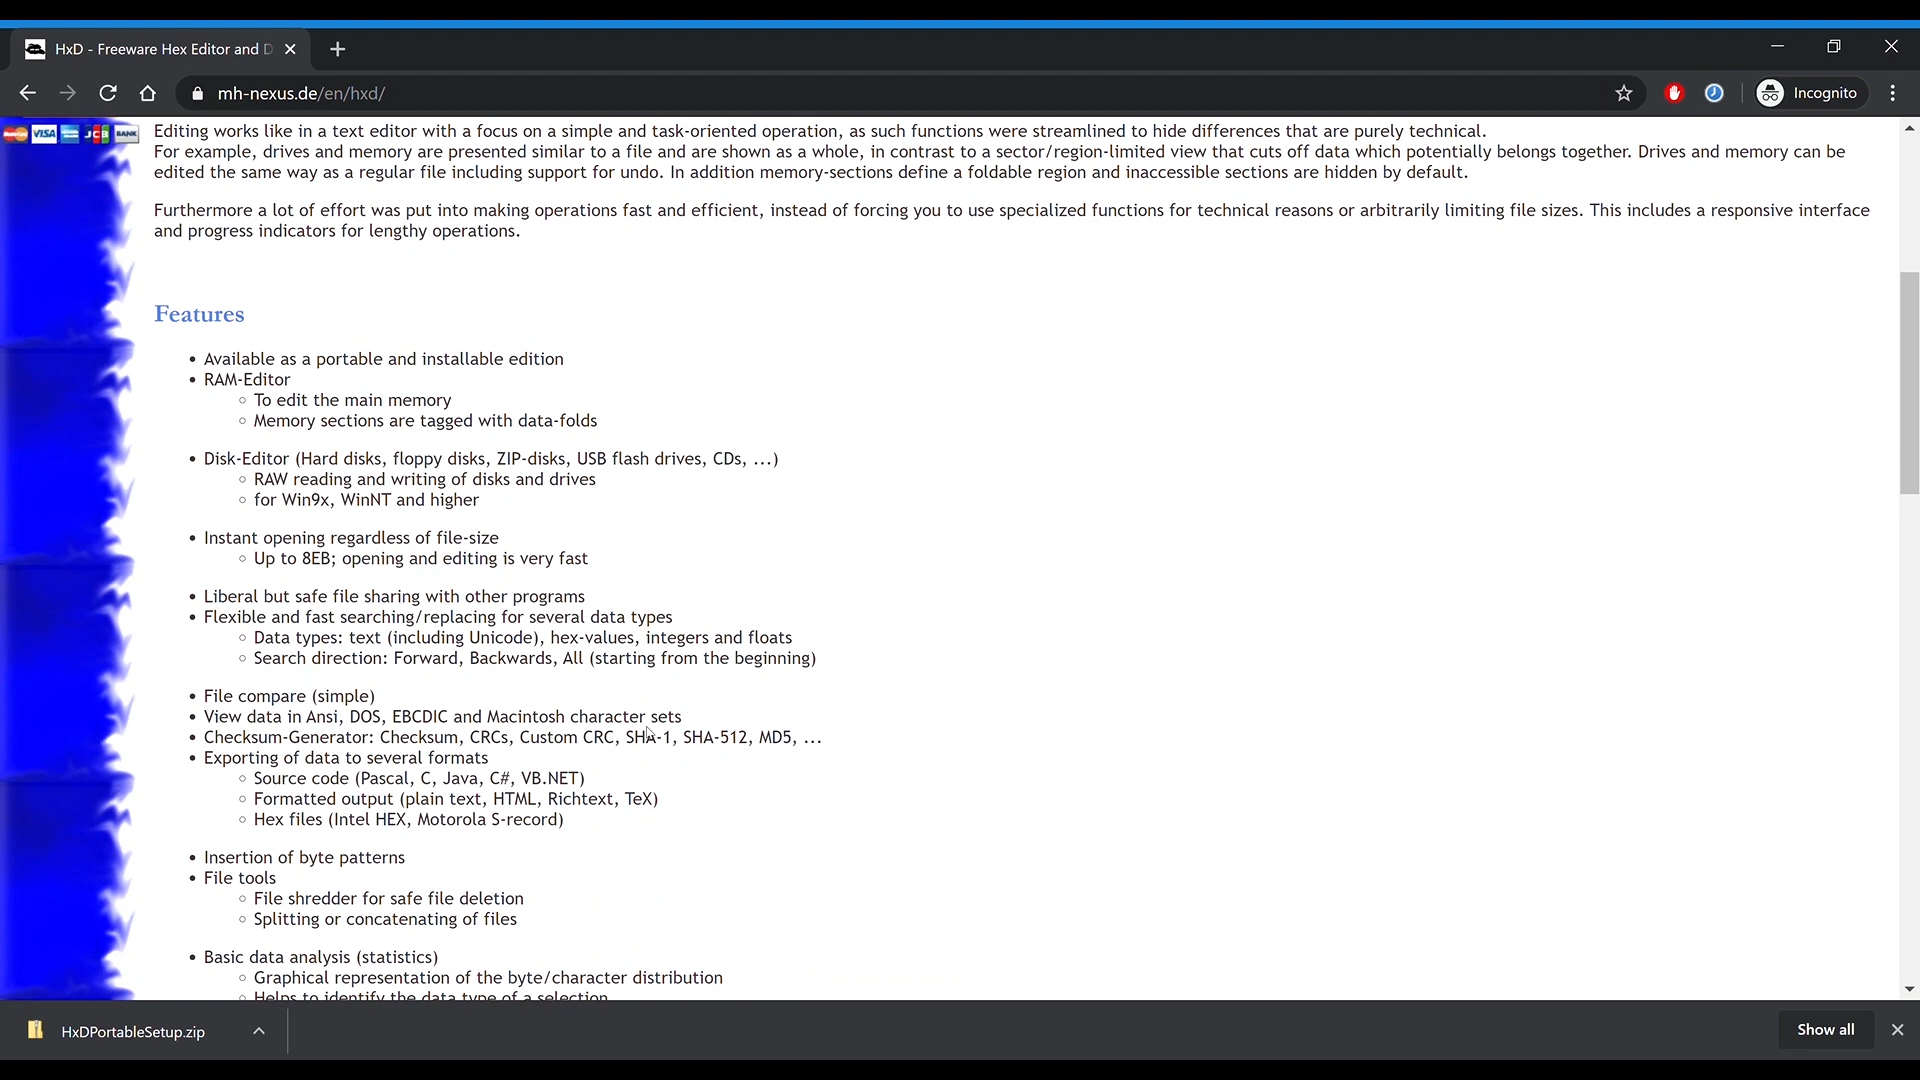 HxD - Freeware Hex Editor and D
mh-nexus.de/en/hxd/
Incognito
VISA JCB BANK
Editing works like in a text editor with a focus on a simple and task-oriented operation, as such functions were streamlined to hide differences that are purely technical.
For example, drives and memory are presented similar to a file and are shown as a whole, in contrast to a sector/region-limited view that cuts off data which potentially belongs together. Drives and memory can be
edited the same way as a regular file including support for undo. In addition memory-sections define a foldable region and inaccessible sections are hidden by default.
Furthermore a lot of effort was put into making operations fast and efficient, instead of forcing you to use specialized functions for technical reasons or arbitrarily limiting file sizes. This includes a responsive interface
and progress indicators for lengthy operations.
Features
• Available as a portable and installable edition
• RAM-Editor
◦ To edit the main memory
◦ Memory sections are tagged with data-folds
• Disk-Editor (Hard disks, floppy disks, ZIP-disks, USB flash drives, CDs, ...)
◦ RAW reading and writing of disks and drives
◦ for Win9x, WinNT and higher
• Instant opening regardless of file-size
◦ Up to 8EB; opening and editing is very fast
• Liberal but safe file sharing with other programs
• Flexible and fast searching/replacing for several data types
◦ Data types: text (including Unicode), hex-values, integers and floats
◦ Search direction: Forward, Backwards, All (starting from the beginning)
• File compare (simple)
• View data in Ansi, DOS, EBCDIC and Macintosh character sets
• Checksum-Generator: Checksum, CRCs, Custom CRC, SHA-1, SHA-512, MD5, ...
• Exporting of data to several formats
◦ Source code (Pascal, C, Java, C#, VB.NET)
◦ Formatted output (plain text, HTML, Richtext, TeX)
◦ Hex files (Intel HEX, Motorola S-record)
• Insertion of byte patterns
• File tools
◦ File shredder for safe file deletion
◦ Splitting or concatenating of files
• Basic data analysis (statistics)
◦ Graphical representation of the byte/character distribution
◦ Helps to identify the data type of a selection
HxDPortableSetup.zip
Show all